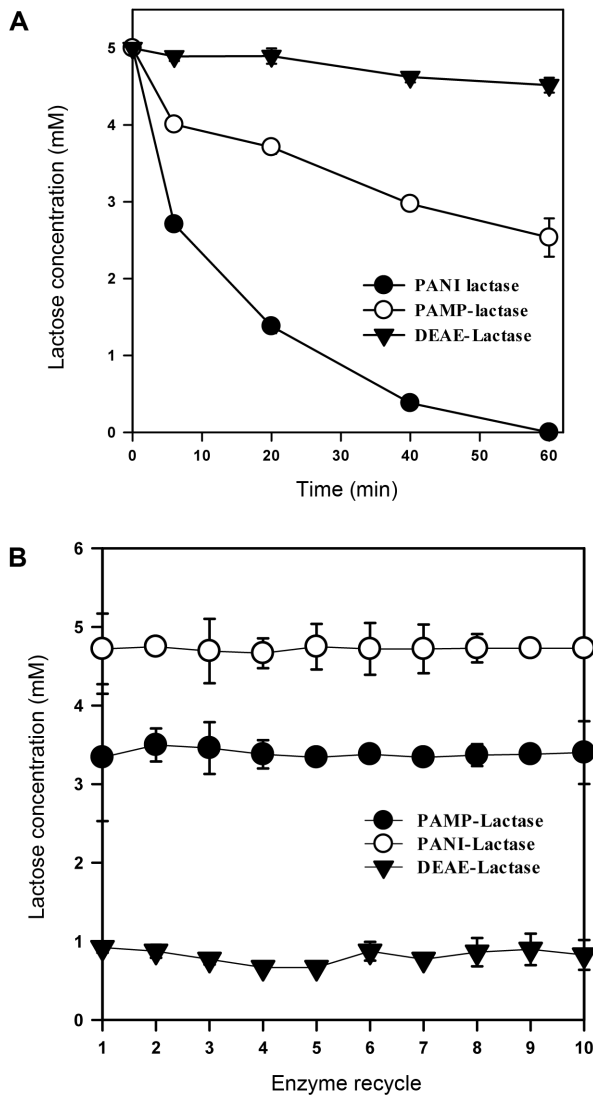 A
Lactose concentration (mM)
5
4
3
2
1
0
PANI lactase
PAMP-lactase
DEAE-Lactase
0 10 20 30 40 50 60
Time (min)
B
Lactose concentration (mM)
6
5
4
3
2
1
0
PAMP-Lactase
PANI-Lactase
DEAE-Lactase
1 2 3 4 5 6 7 8 9 10
Enzyme recycle